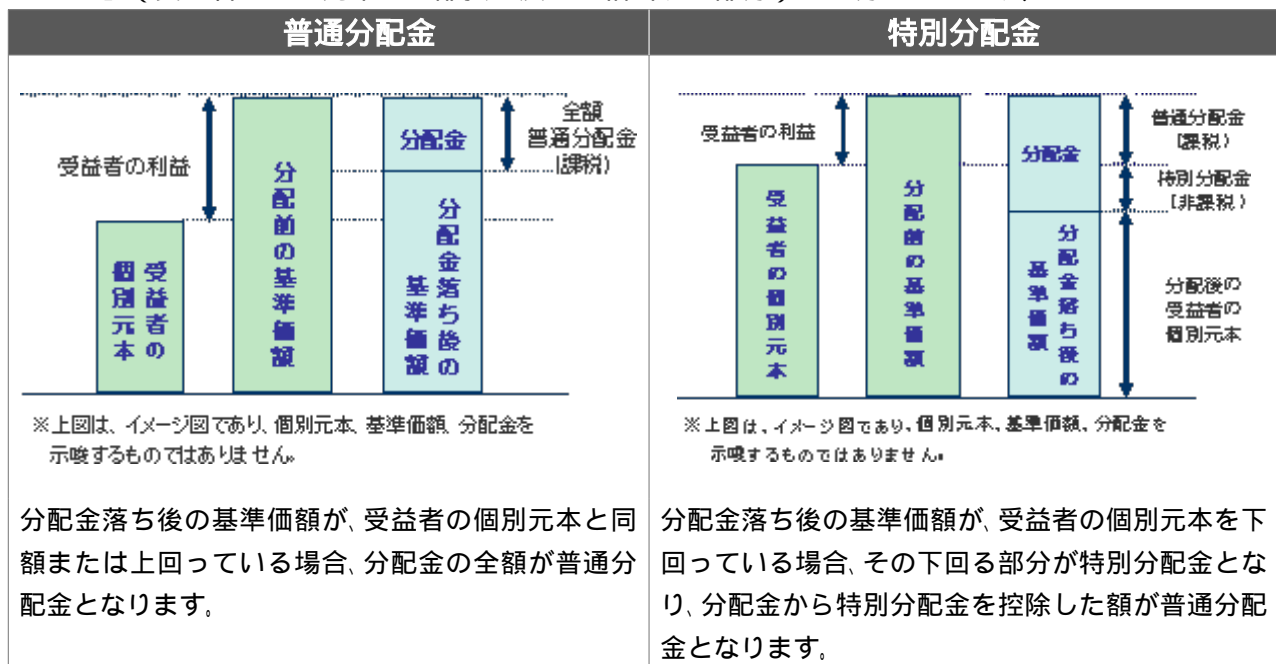 普通分配金
特別分配金
受益者の利益
全額
普通分配金
(課税)
受益者の
個別元本
分配前の基準価額
分配金
分配金落ち後の
基準価額
※上図は、イメージ図であり、個別元本、基準価額、分配金を
示唆するものではありません。
分配金落ち後の基準価額が、受益者の個別元本と同
額または上回っている場合、分配金の全額が普通分
配金となります。
受益者の利益
普通分配金
(課税)
特別分配金
(非課税)
受益者の個別元本
分配前の基準価額
分配金
分配金落ち後の
基準価額
分配後の
受益者の
個別元本
※上図は、イメージ図であり、個別元本、基準価額、分配金を
示唆するものではありません。
分配金落ち後の基準価額が、受益者の個別元本を下
回っている場合、その下回る部分が特別分配金とな
り、分配金から特別分配金を控除した額が普通分配
金となります。